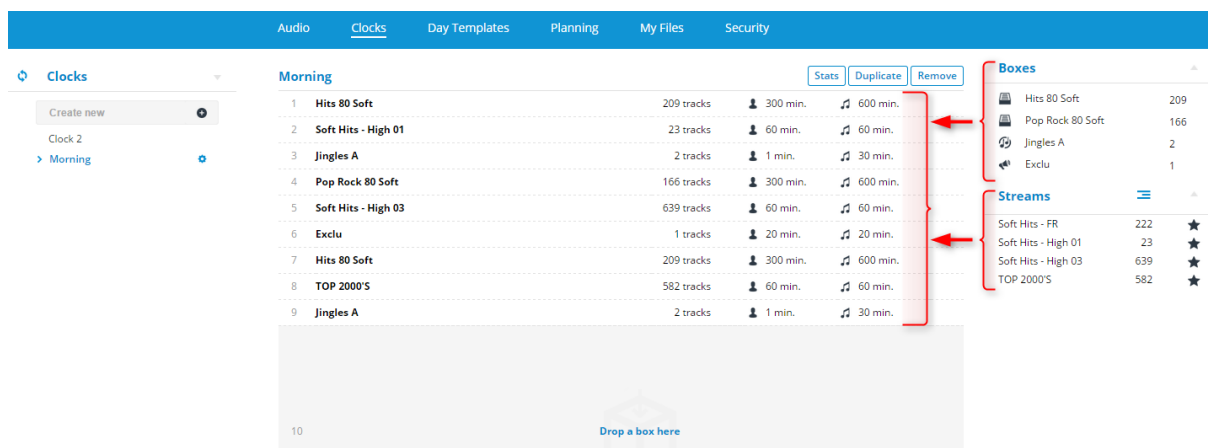 Audio Clocks Day Templates Planning My Files Security
Clocks
Create new
Clock 2
Morning
Morning Stats Duplicate Remove
1 Hits 80 Soft 209 tracks 300 min. 600 min.
2 Soft Hits - High 01 23 tracks 60 min. 60 min.
3 Jingles A 2 tracks 1 min. 30 min.
4 Pop Rock 80 Soft 166 tracks 300 min. 600 min.
5 Soft Hits - High 03 639 tracks 60 min. 60 min.
6 Exclu 1 tracks 20 min. 20 min.
7 Hits 80 Soft 209 tracks 300 min. 600 min.
8 TOP 2000'S 582 tracks 60 min. 60 min.
9 Jingles A 2 tracks 1 min. 30 min.
10 Drop a box here
Boxes
Hits 80 Soft 209
Pop Rock 80 Soft 166
Jingles A 2
Exclu 1
Streams
Soft Hits - FR 222
Soft Hits - High 01 23
Soft Hits - High 03 639
TOP 2000'S 582